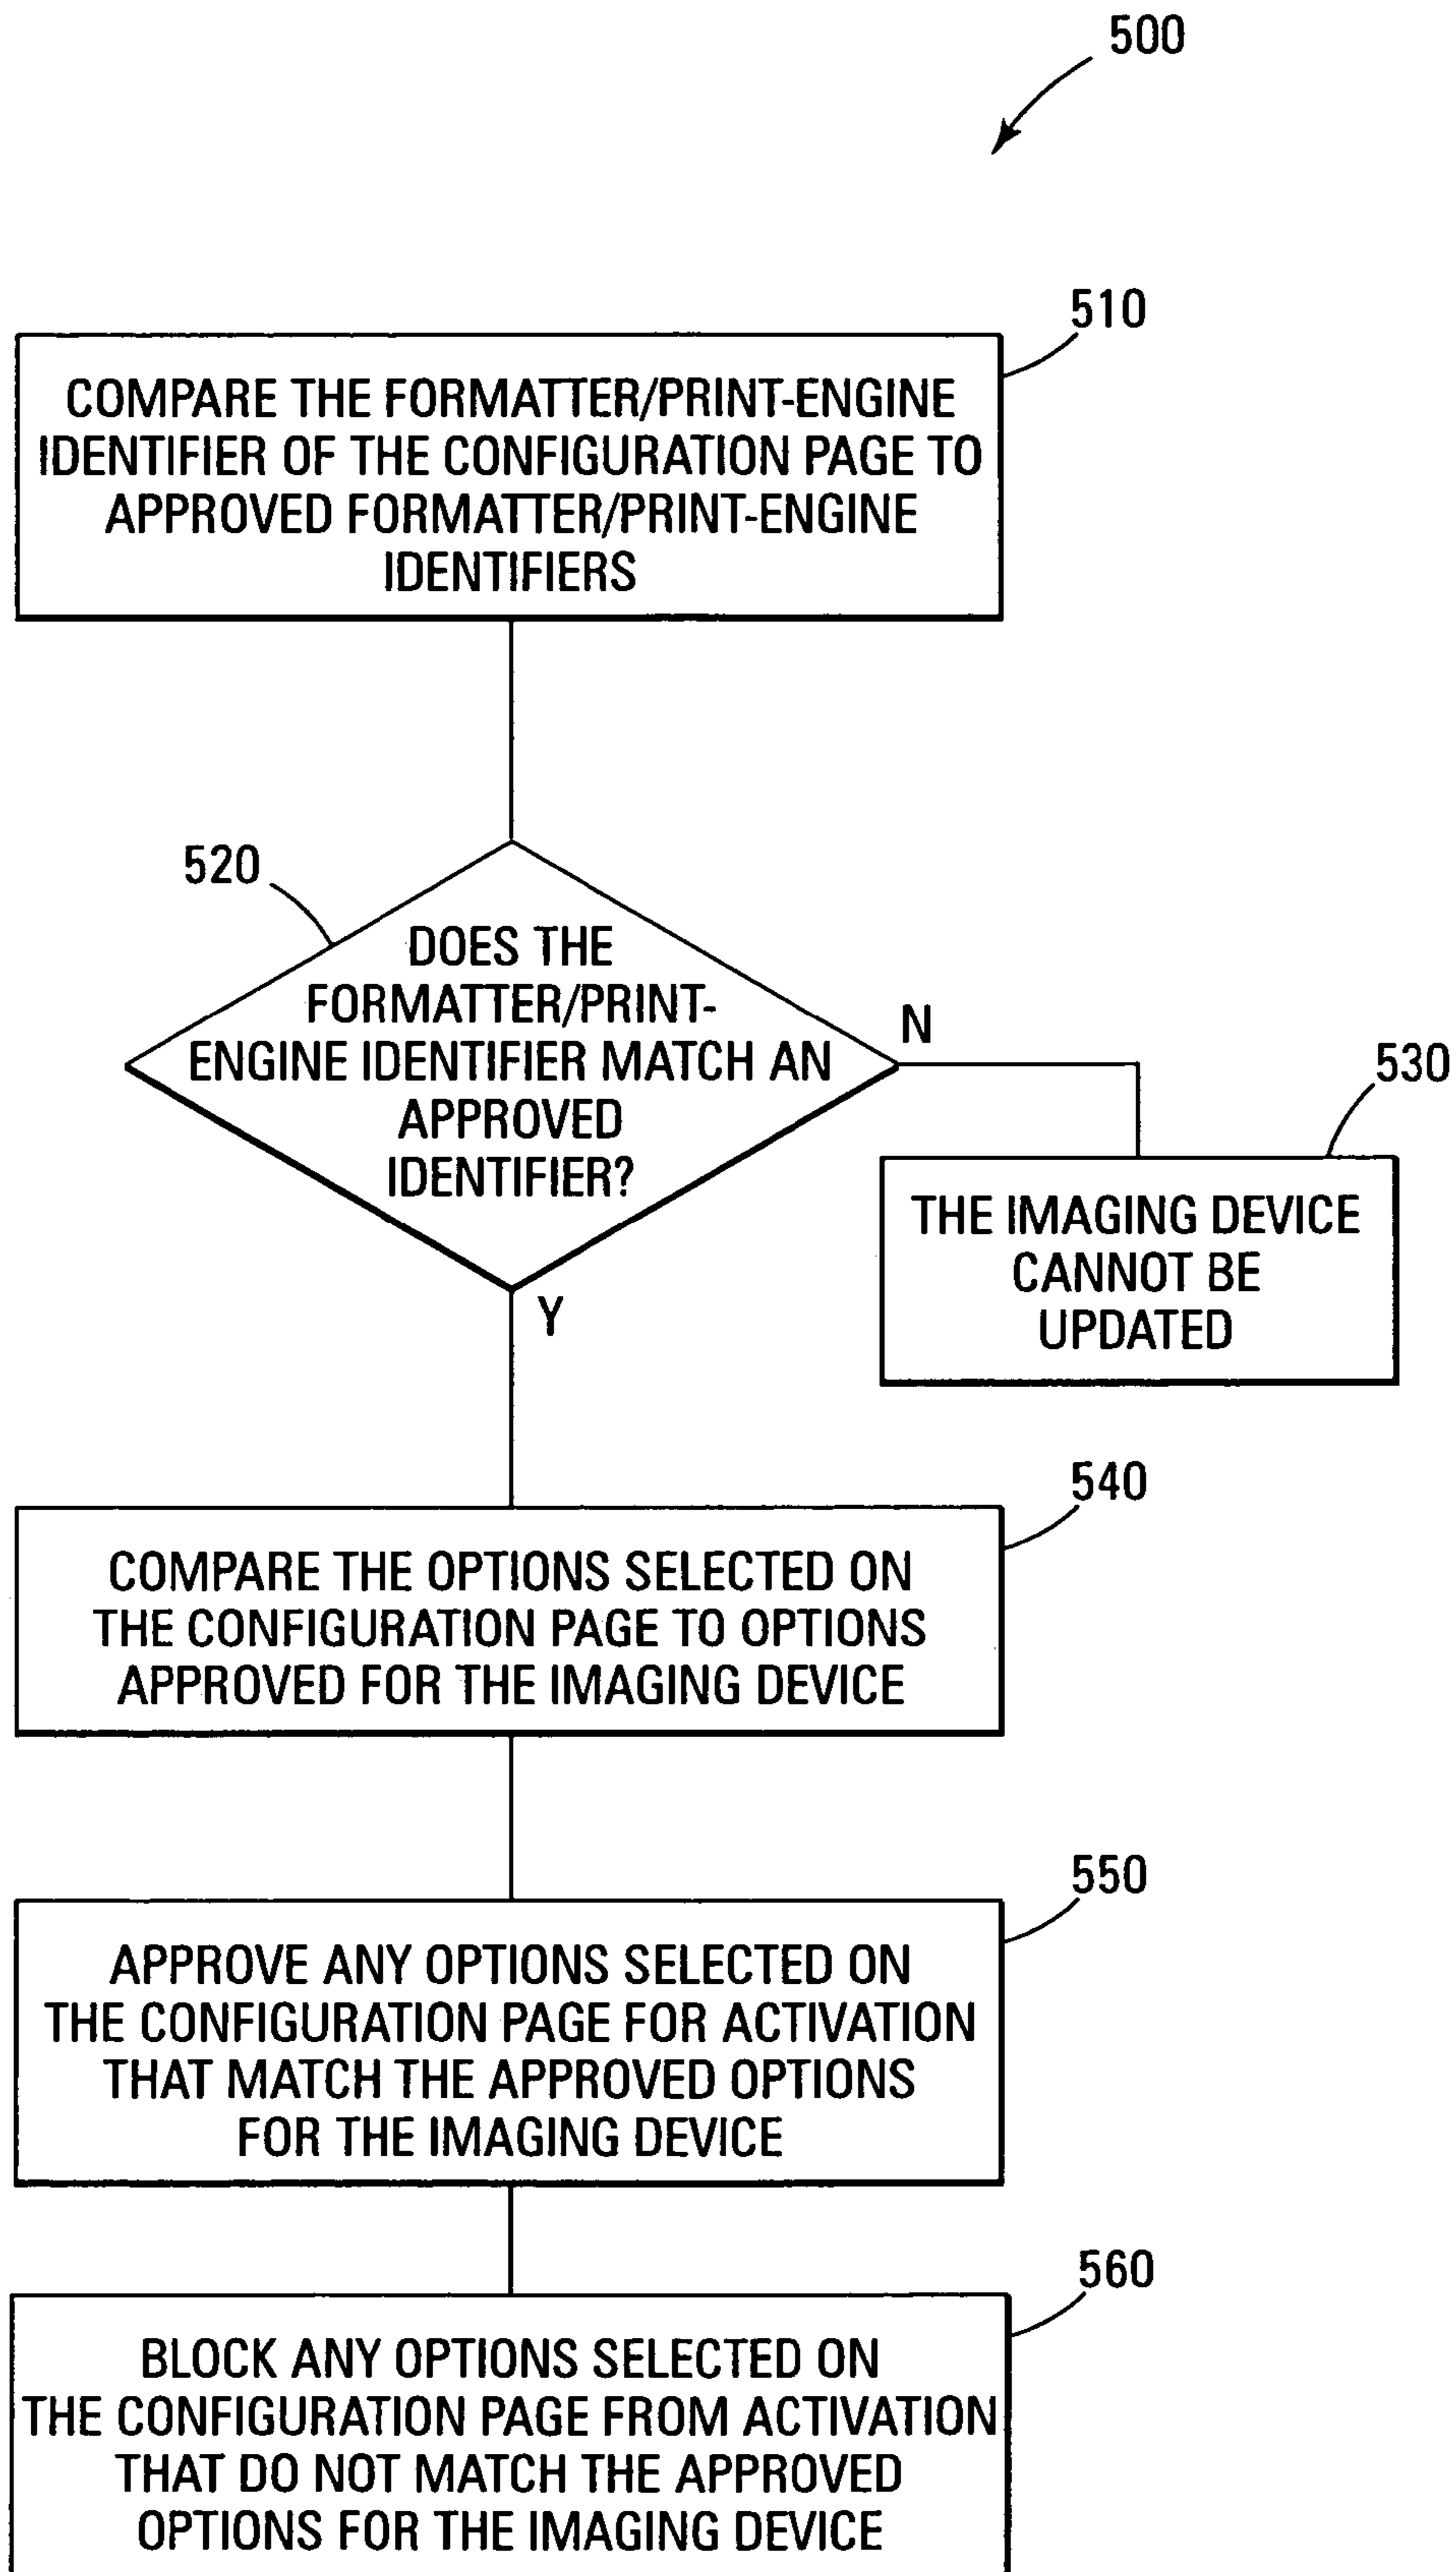 500
510
COMPARE THE FORMATTER/PRINT-ENGINE
IDENTIFIER OF THE CONFIGURATION PAGE TO
APPROVED FORMATTER/PRINT-ENGINE
IDENTIFIERS
520
DOES THE
FORMATTER/PRINT-
ENGINE IDENTIFIER MATCH AN
APPROVED
IDENTIFIER?
N
530
THE IMAGING DEVICE
CANNOT BE
UPDATED
Y
540
COMPARE THE OPTIONS SELECTED ON
THE CONFIGURATION PAGE TO OPTIONS
APPROVED FOR THE IMAGING DEVICE
550
APPROVE ANY OPTIONS SELECTED ON
THE CONFIGURATION PAGE FOR ACTIVATION
THAT MATCH THE APPROVED OPTIONS
FOR THE IMAGING DEVICE
560
BLOCK ANY OPTIONS SELECTED ON
THE CONFIGURATION PAGE FROM ACTIVATION
THAT DO NOT MATCH THE APPROVED
OPTIONS FOR THE IMAGING DEVICE